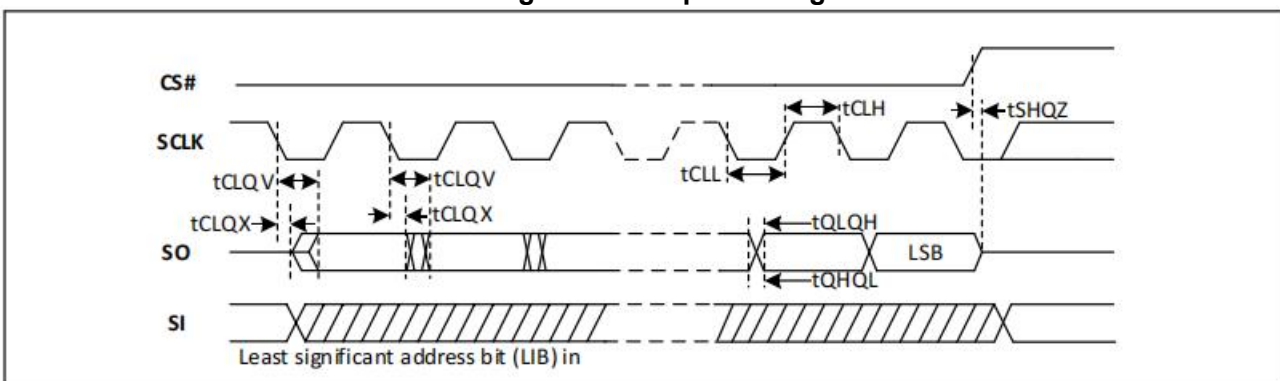 CS#
tCLH
tSHQZ
SCLK
tCLL
tCLQV
tCLQV
tCLQX
tCLQX
tQLQH
SO
LSB
tQHQL
SI
Least significant address bit (LIB) in